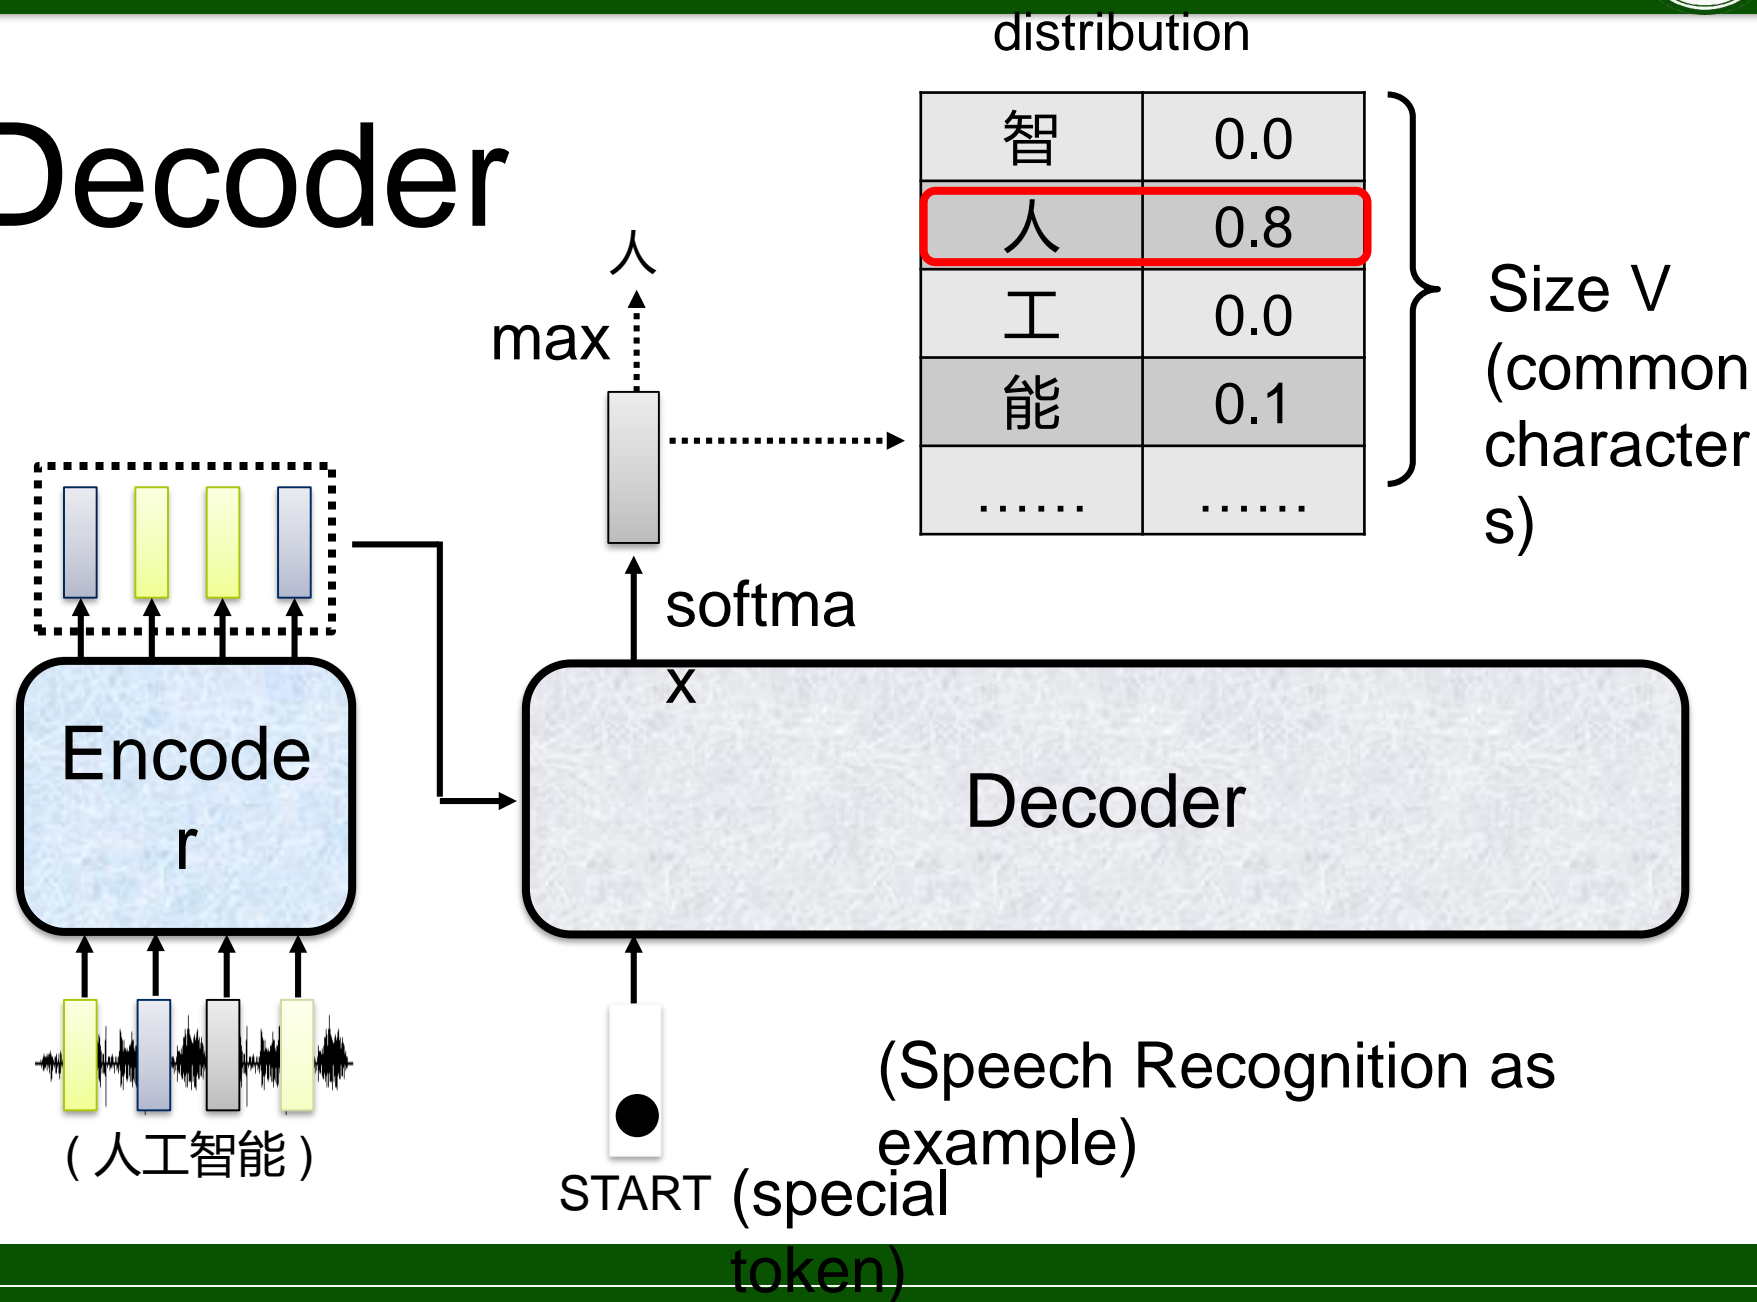 distribution
Decoder
智 0.0
人 0.8
工 0.0
能 0.1
…… ……
Size V
(common
character
s)
人
max
softma
x
Encode
r
Decoder
(人工智能)
(Speech Recognition as
example)
START
(special
token)